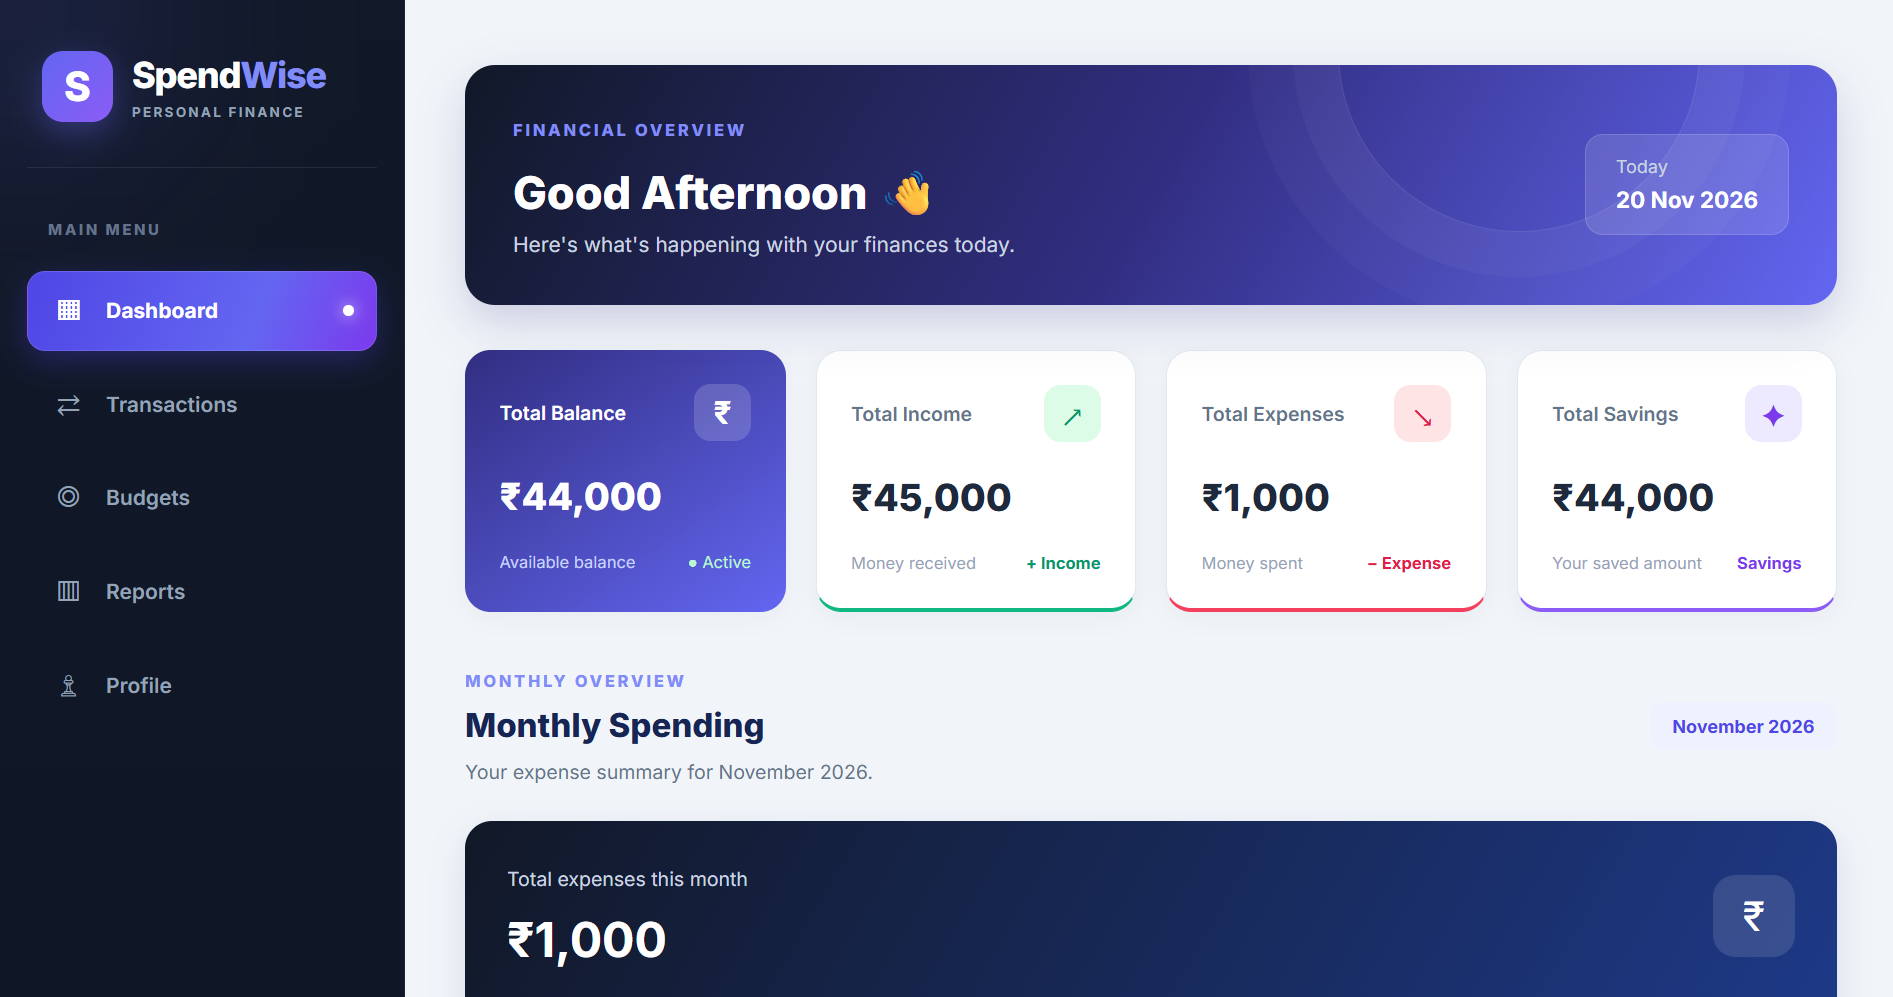 S
SpendWise
PERSONAL FINANCE
MAIN MENU
Dashboard
Transactions
Budgets
Reports
Profile
FINANCIAL OVERVIEW
Good Afternoon 👋
Here's what's happening with your finances today.
Today
20 Nov 2026
Total Balance
₹
₹44,000
Available balance
• Active
Total Income
↗
₹45,000
Money received
+ Income
Total Expenses
↘
₹1,000
Money spent
− Expense
Total Savings
✦
₹44,000
Your saved amount
Savings
MONTHLY OVERVIEW
Monthly Spending
Your expense summary for November 2026.
November 2026
Total expenses this month
₹1,000
₹